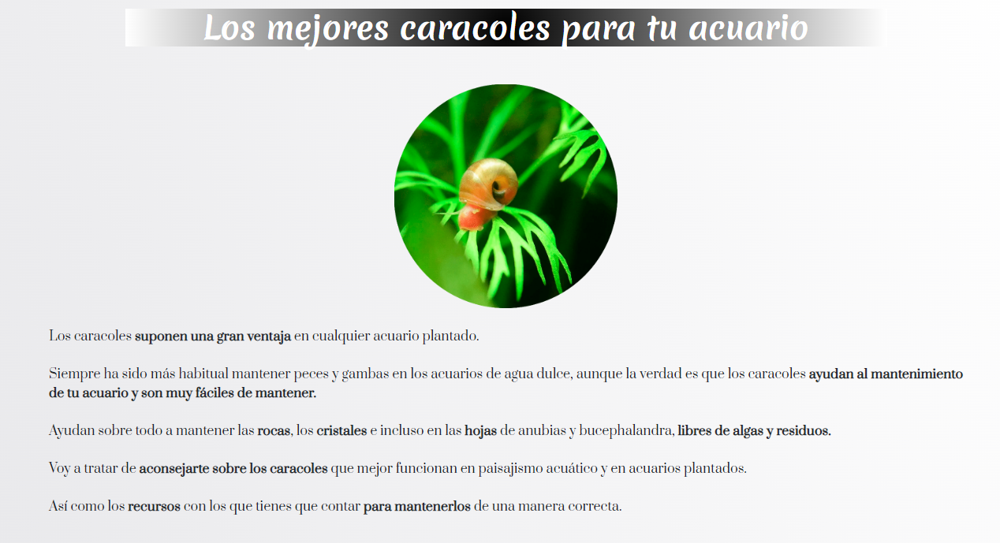 Los mejores caracoles para tu acuario
Los caracoles suponen una gran ventaja en cualquier acuario plantado.
Siempre ha sido más habitual mantener peces y gambas en los acuarios de agua dulce, aunque la verdad es que los caracoles ayudan al mantenimiento
de tu acuario y son muy fáciles de mantener.
Ayudan sobre todo a mantener las rocas, los cristales e incluso en las hojas de anubias y bucephalandra, libres de algas y residuos.
Voy a tratar de aconsejarte sobre los caracoles que mejor funcionan en paisajismo acuático y en acuarios plantados.
Así como los recursos con los que tienes que contar para mantenerlos de una manera correcta.